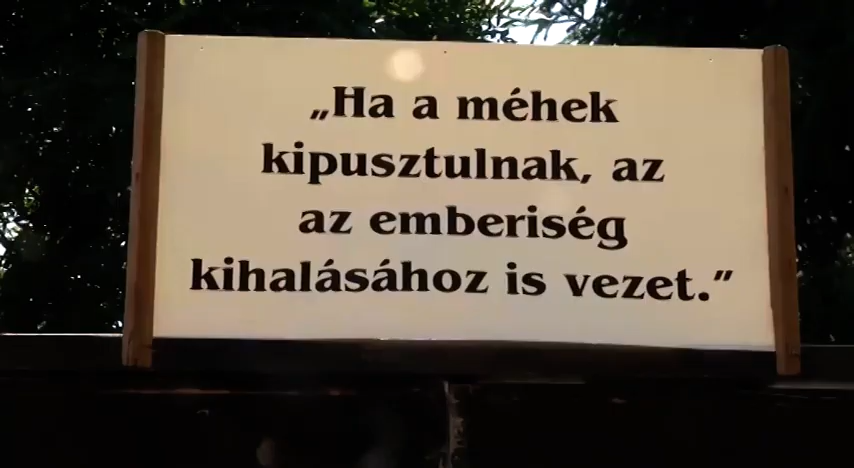 „Ha a méhek
kipusztulnak, az
az emberiség
kihalásához is vezet.”